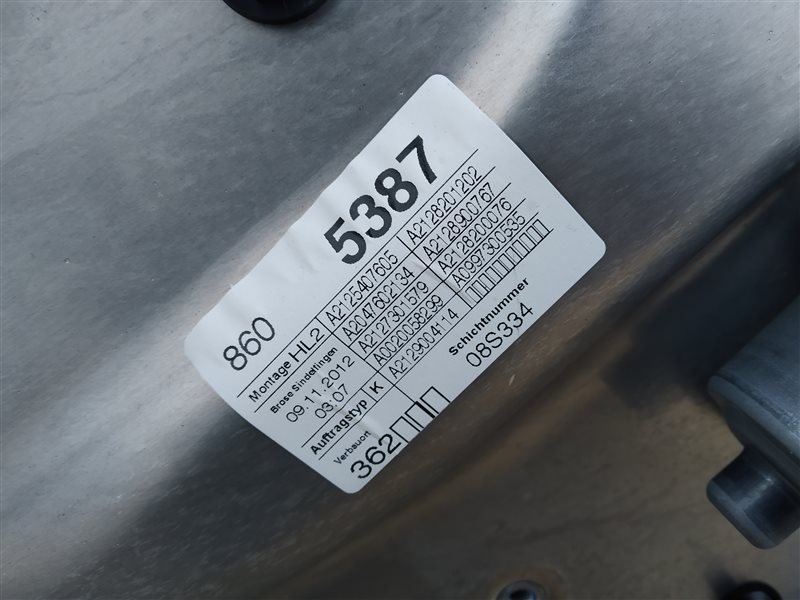 860 5387
Montage HL2 A2125407605 A2128201202
Brose Sindelfingen A2047602134 A2128900767
09.11.2012 A2127301579 A2128200076
03:07 A0020058299 A0997300535
Auftragstyp K A2129004114
Verbauort Schichtnummer
362 08S334